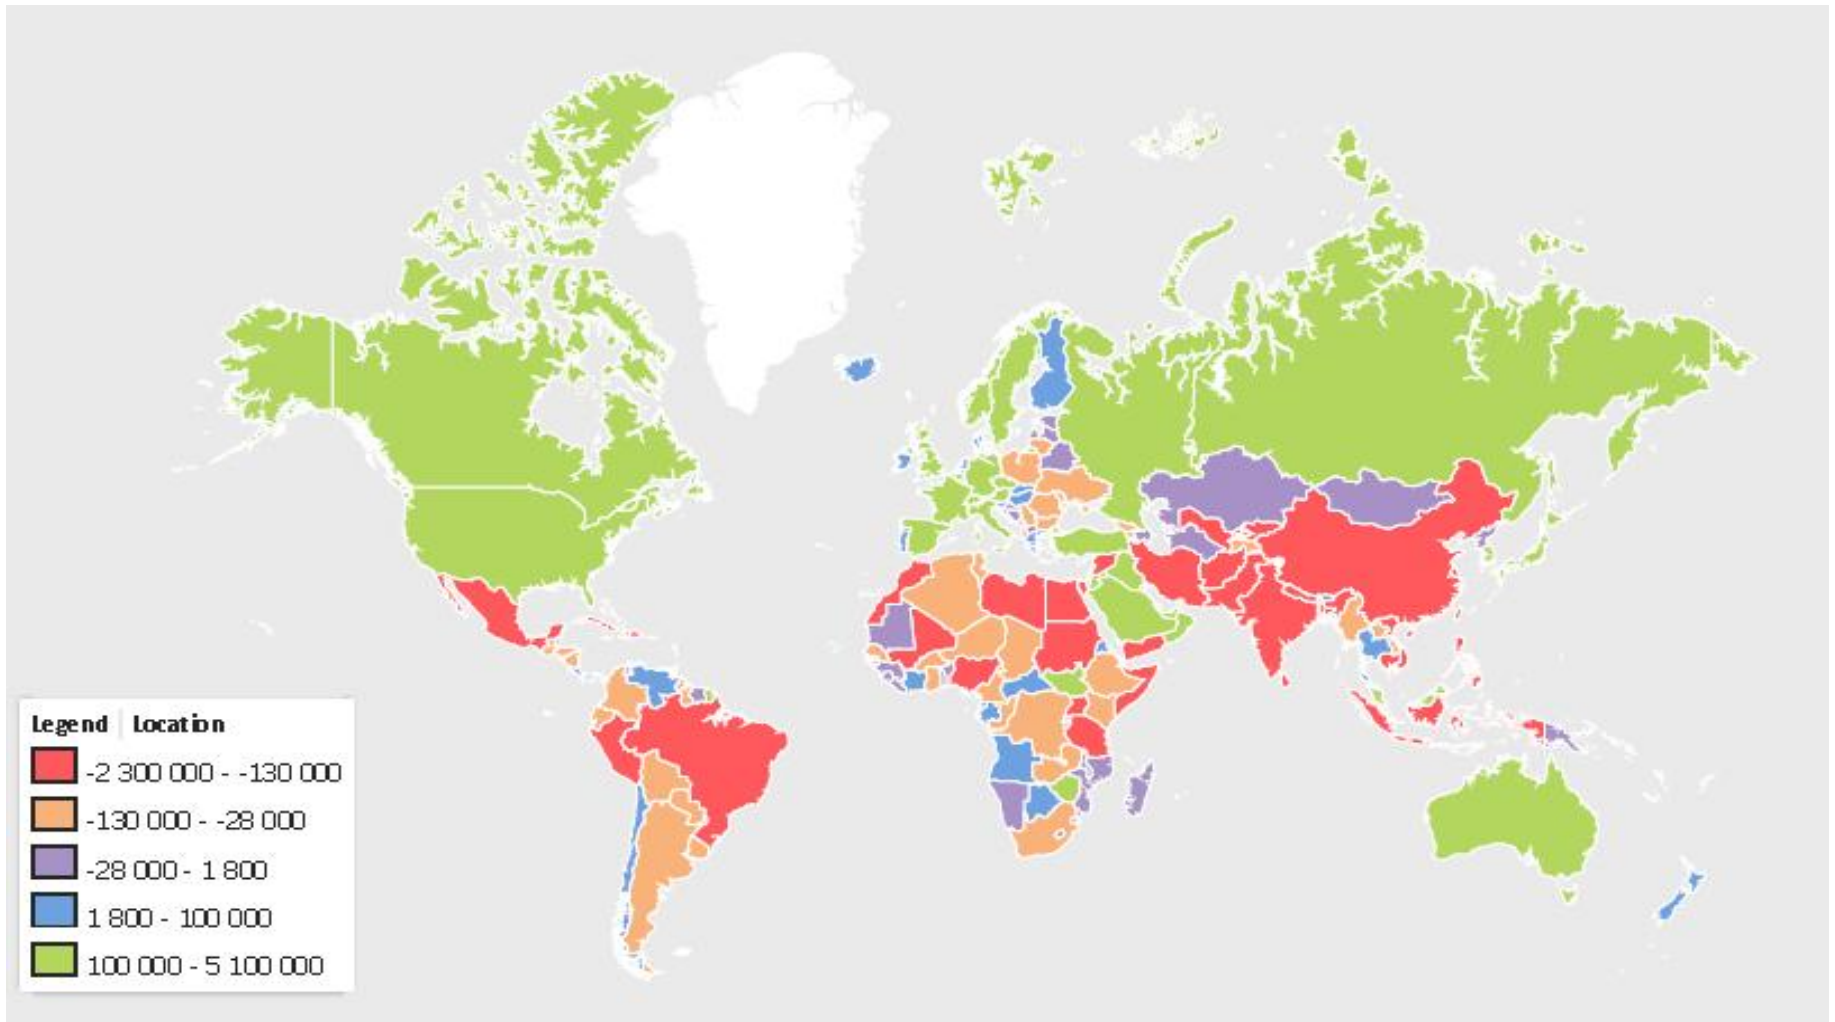 Legend Location
-2 300 000 - -130 000
-130 000 - -28 000
-28 000 - 1 800
1 800 - 100 000
100 000 - 5 100 000